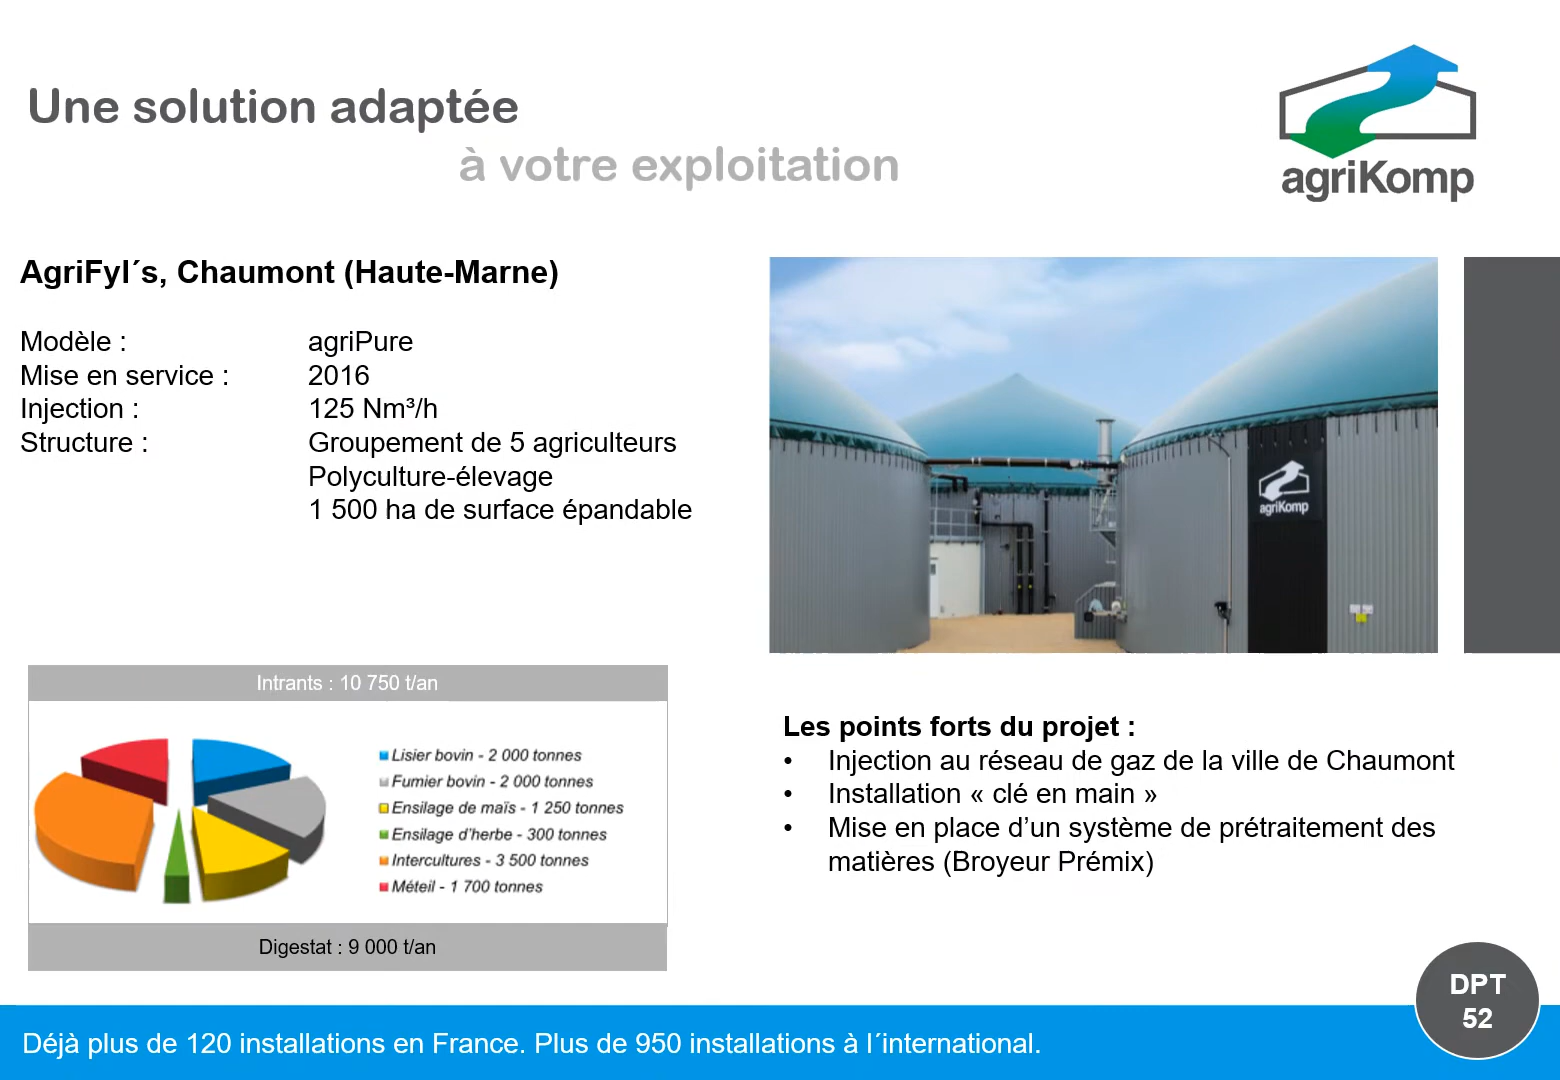 Une solution adaptée
à votre exploitation
agriKomp
AgriFyl´s, Chaumont (Haute-Marne)
Modèle : agriPure
Mise en service : 2016
Injection : 125 Nm³/h
Structure : Groupement de 5 agriculteurs
Polyculture-élevage
1 500 ha de surface épandable
agriKomp
Intrants : 10 750 t/an
Lisier bovin - 2 000 tonnes
Fumier bovin - 2 000 tonnes
Ensilage de maïs - 1 250 tonnes
Ensilage d’herbe - 300 tonnes
Intercultures - 3 500 tonnes
Méteil - 1 700 tonnes
Digestat : 9 000 t/an
Les points forts du projet :
• Injection au réseau de gaz de la ville de Chaumont
• Installation « clé en main »
• Mise en place d’un système de prétraitement des
matières (Broyeur Prémix)
DPT
52
Déjà plus de 120 installations en France. Plus de 950 installations à l´international.